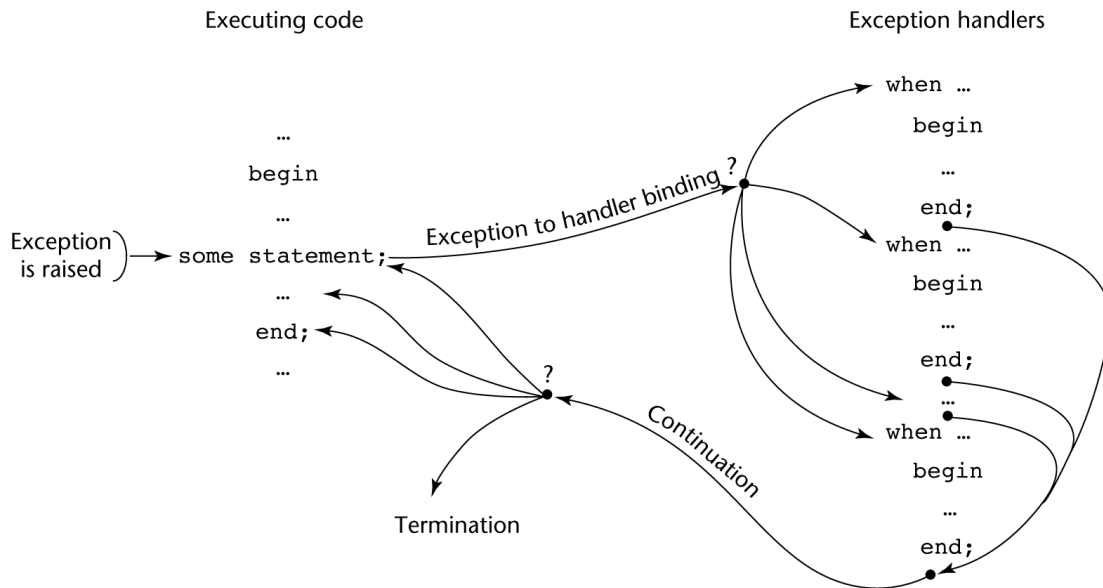 Executing code
Exception handlers
…
begin
…
Exception
is raised
some statement;
…
end;
…
Exception to handler binding
?
when …
begin
…
end;
when …
begin
…
end;
…
when …
begin
…
end;
?
Continuation
Termination